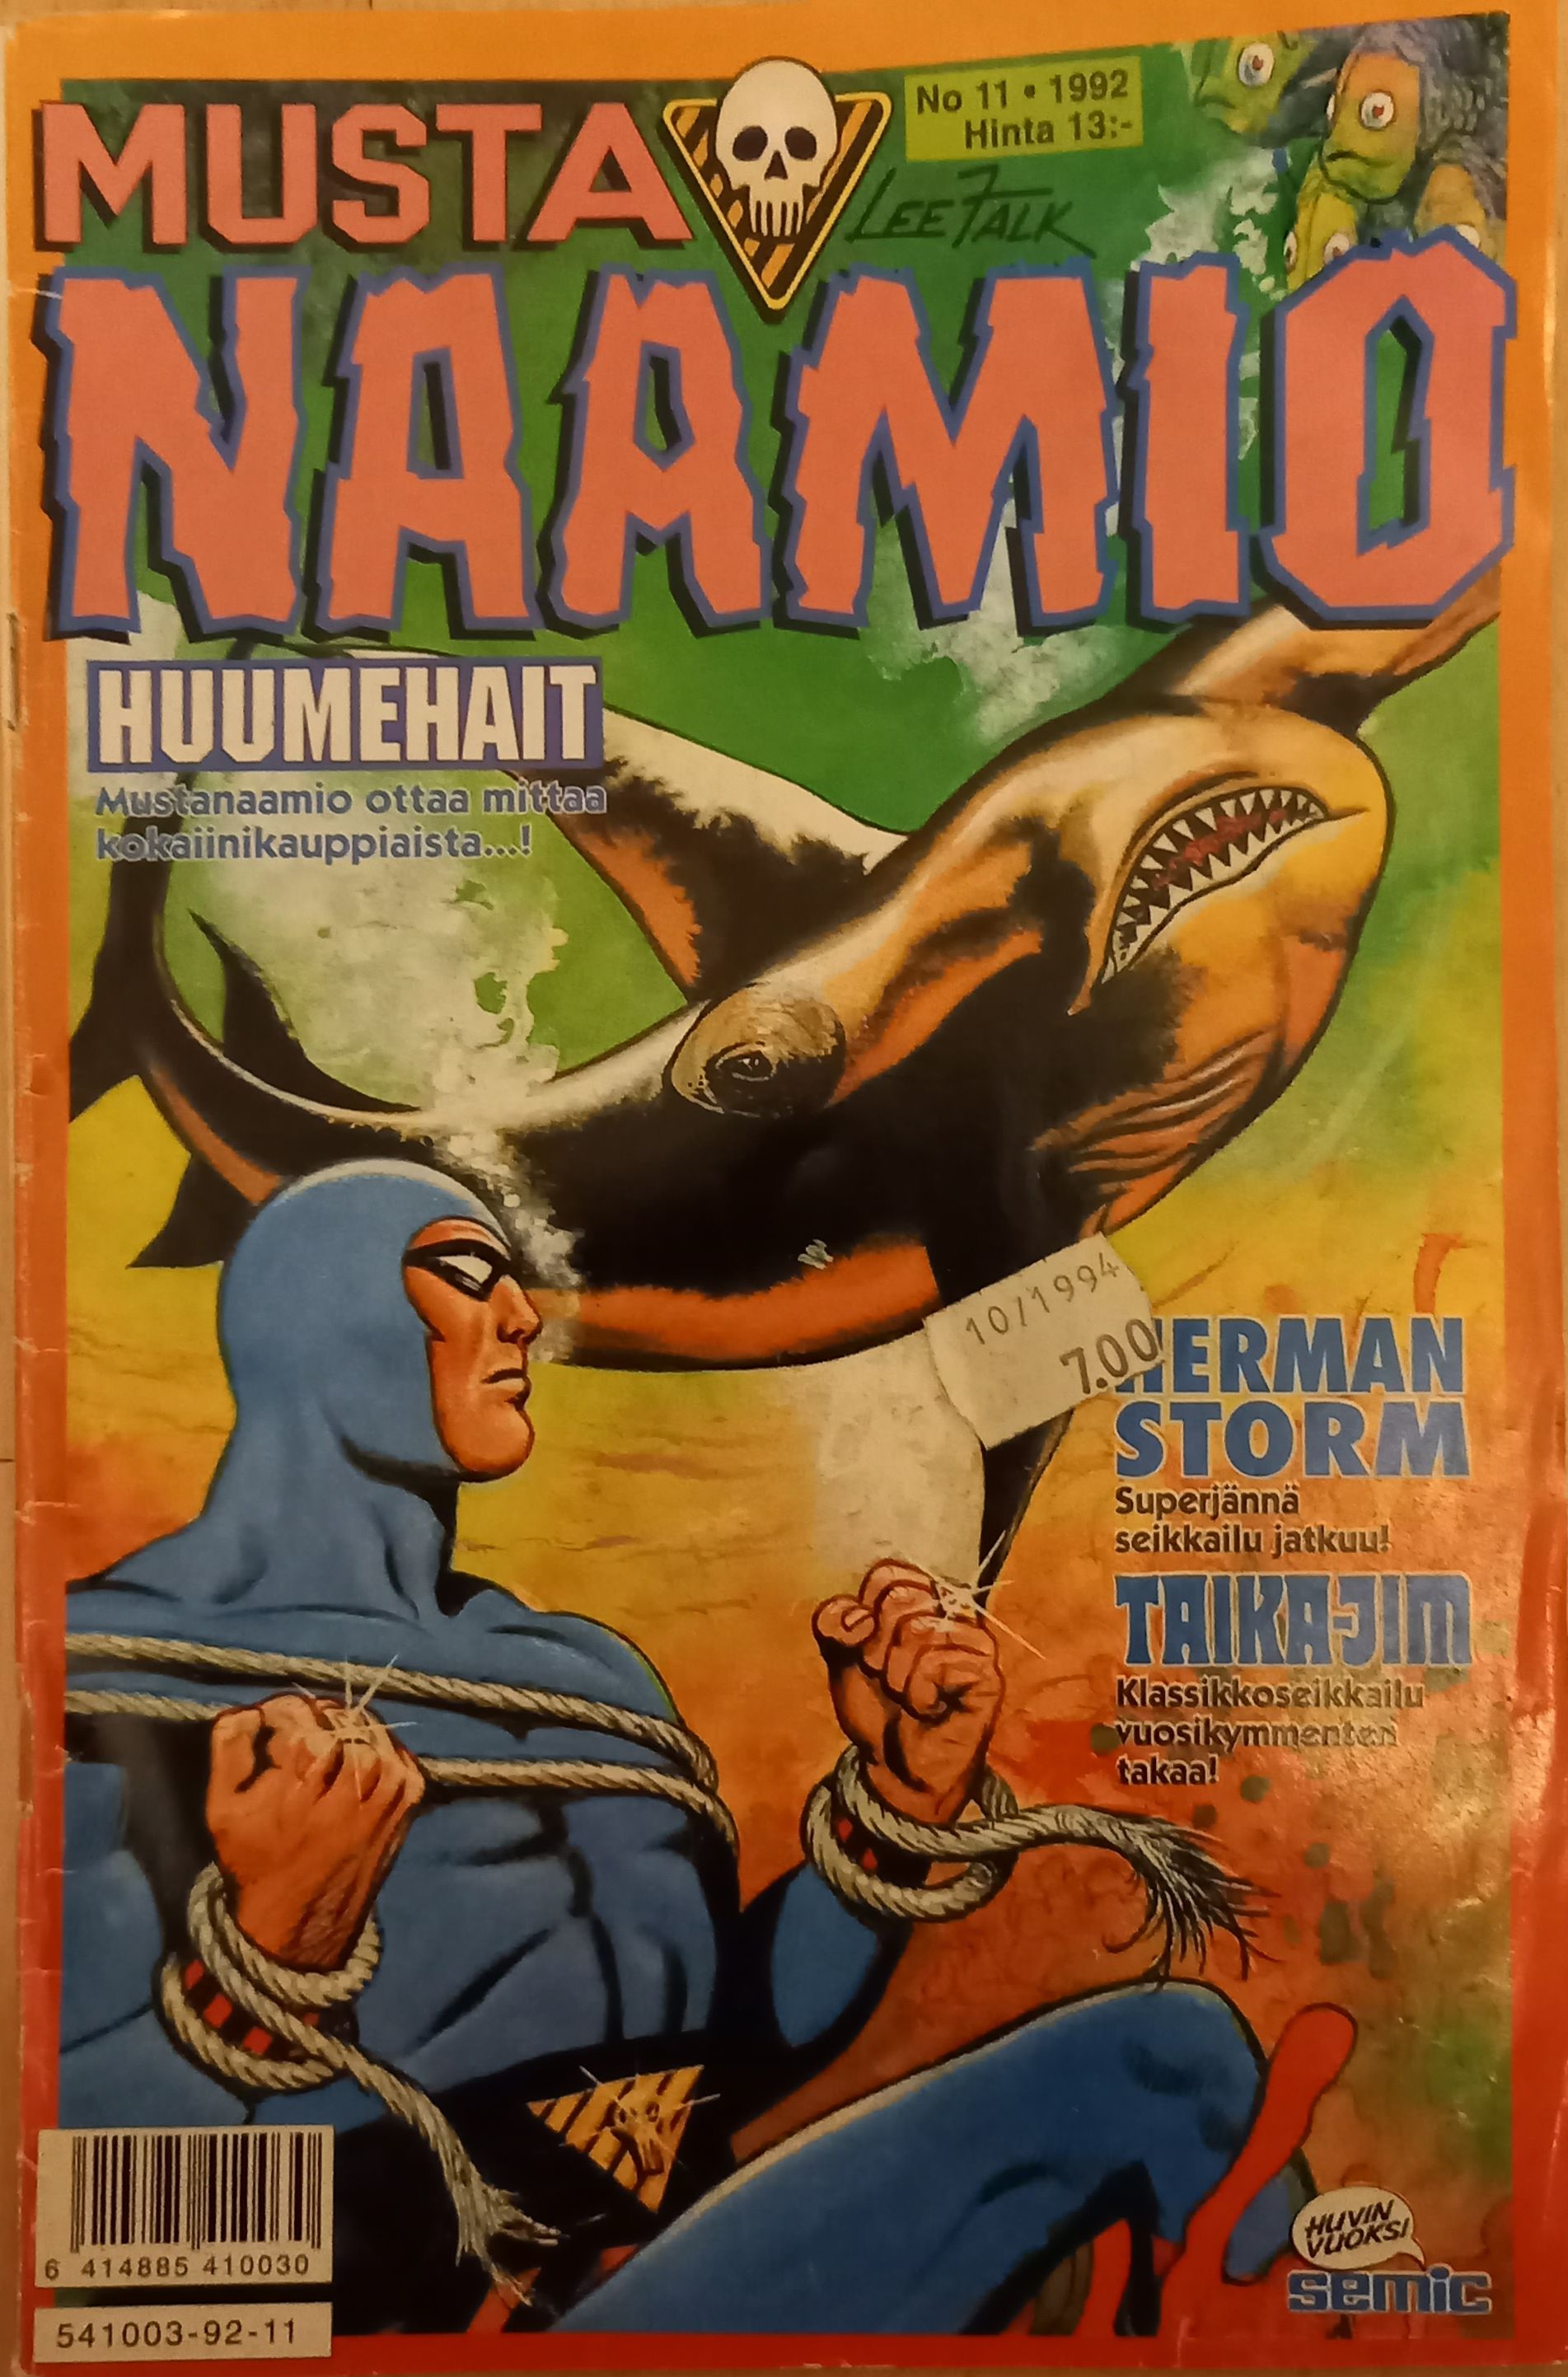 MUSTA
NAAMIO
No 11 • 1992
Hinta 13:-
LEE FALK
HUUMEHAIT
Mustanaamio ottaa mittaa
kokaiinikauppiaista...!
10/1994
7.00
HERMAN
STORM
Superjännä
seikkailu jatkuu!
TAIKA-JIM
Klassikkoseikkailu
vuosikymmenten
takaa!
HUVIN
VUOKSI
semic
6 414885 410030
541003-92-11